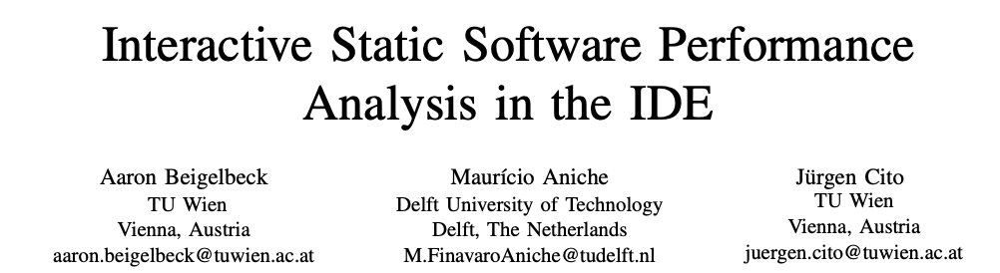 Interactive Static Software Performance
Analysis in the IDE
Aaron Beigelbeck
TU Wien
Vienna, Austria
aaron.beigelbeck@tuwien.ac.at
Maurício Aniche
Delft University of Technology
Delft, The Netherlands
M.FinavaroAniche@tudelft.nl
Jürgen Cito
TU Wien
Vienna, Austria
juergen.cito@tuwien.ac.at